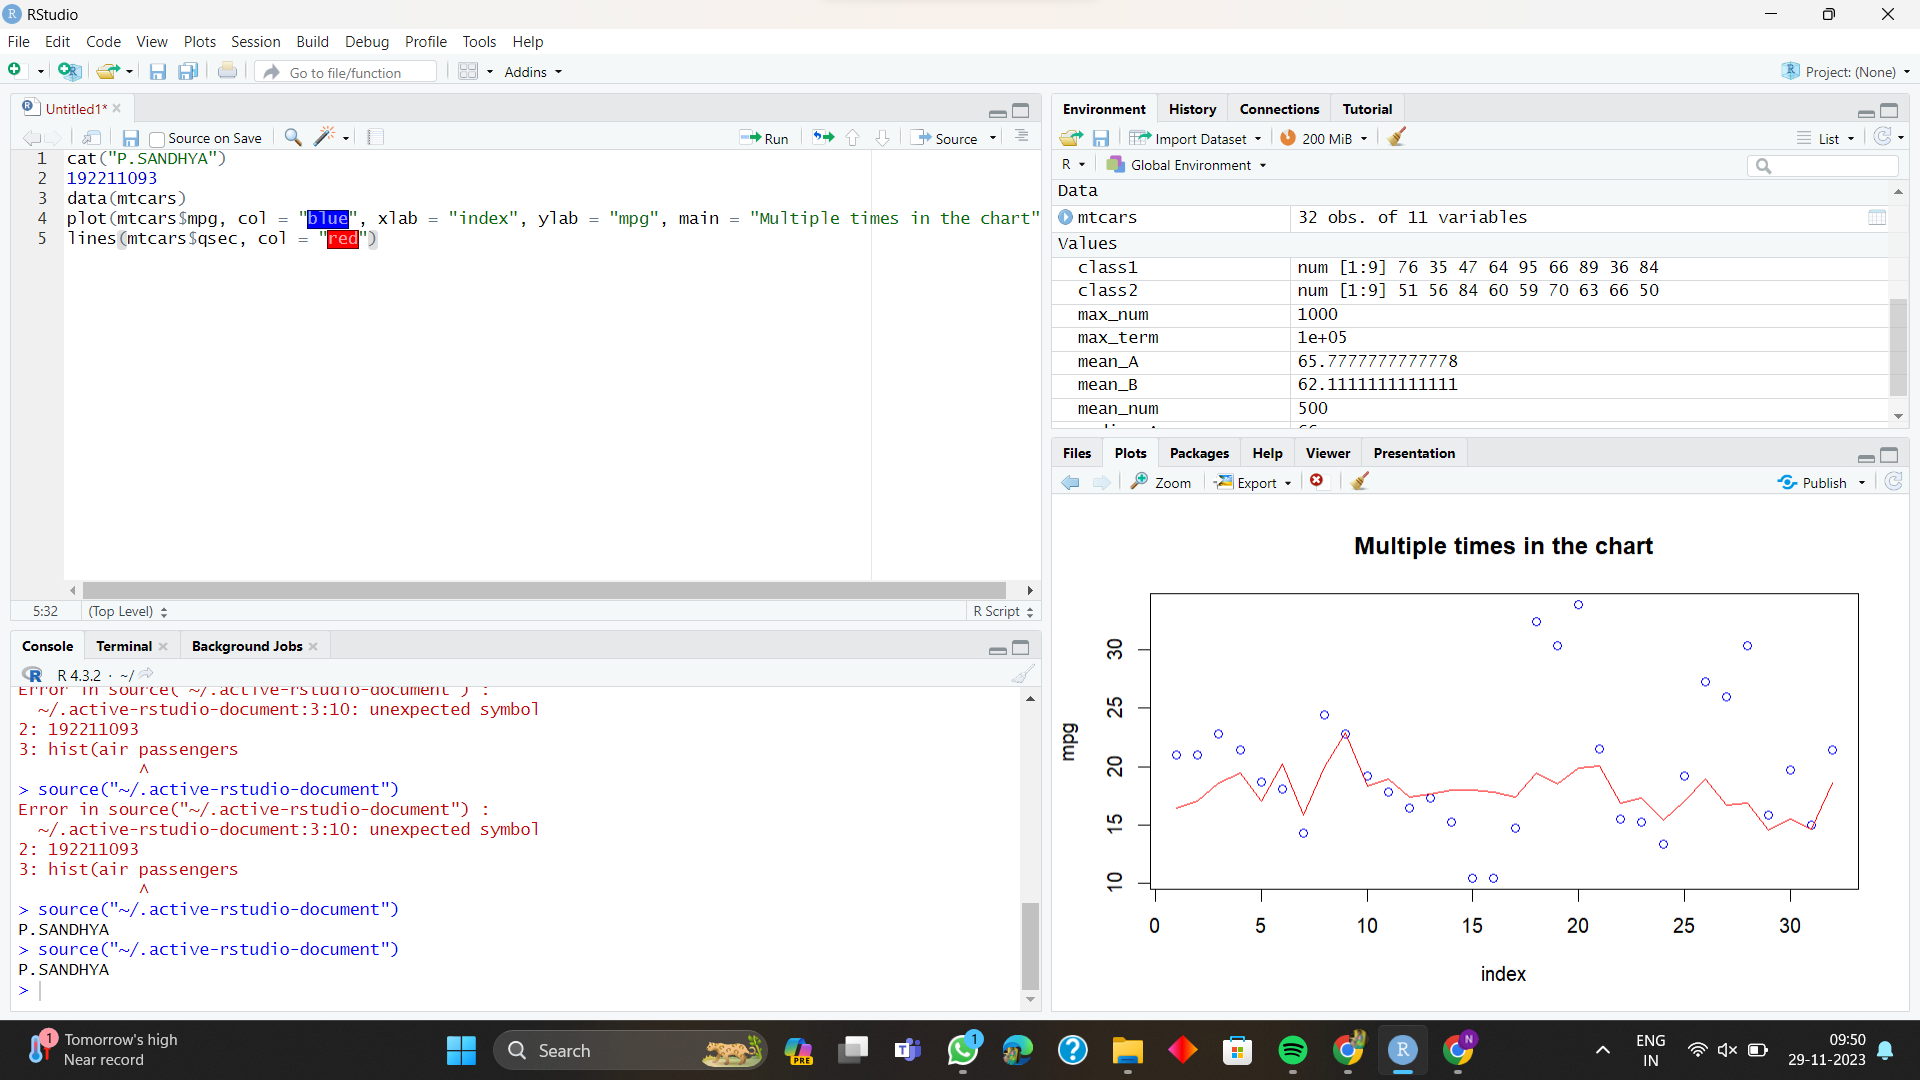 RStudio
File Edit Code View Plots Session Build Debug Profile Tools Help
Go to file/function Addins Project: (None)
Untitled1*
Source on Save Run Source
1 cat("P.SANDHYA")
2 192211093
3 data(mtcars)
4 plot(mtcars$mpg, col = "blue", xlab = "index", ylab = "mpg", main = "Multiple times in the chart"
5 lines(mtcars$qsec, col = "red")
5:32 (Top Level) R Script
Console Terminal Background Jobs
R 4.3.2 · ~/
Error in source("~/.active-rstudio-document") :
~/.active-rstudio-document:3:10: unexpected symbol
2: 192211093
3: hist(air passengers
^
> source("~/.active-rstudio-document")
Error in source("~/.active-rstudio-document") :
~/.active-rstudio-document:3:10: unexpected symbol
2: 192211093
3: hist(air passengers
^
> source("~/.active-rstudio-document")
P.SANDHYA
> source("~/.active-rstudio-document")
P.SANDHYA
>
Environment History Connections Tutorial
Import Dataset 200 MiB List
R Global Environment
Data
mtcars 32 obs. of 11 variables
Values
class1 num [1:9] 76 35 47 64 95 66 89 36 84
class2 num [1:9] 51 56 84 60 59 70 63 66 50
max_num 1000
max_term 1e+05
mean_A 65.7777777777778
mean_B 62.1111111111111
mean_num 500
Files Plots Packages Help Viewer Presentation
Zoom Export Publish
Multiple times in the chart
mpg
30
25
20
15
10
0 5 10 15 20 25 30
index
1 Tomorrow's high
Near record
Search
PRE
1
N
ENG
IN
09:50
29-11-2023